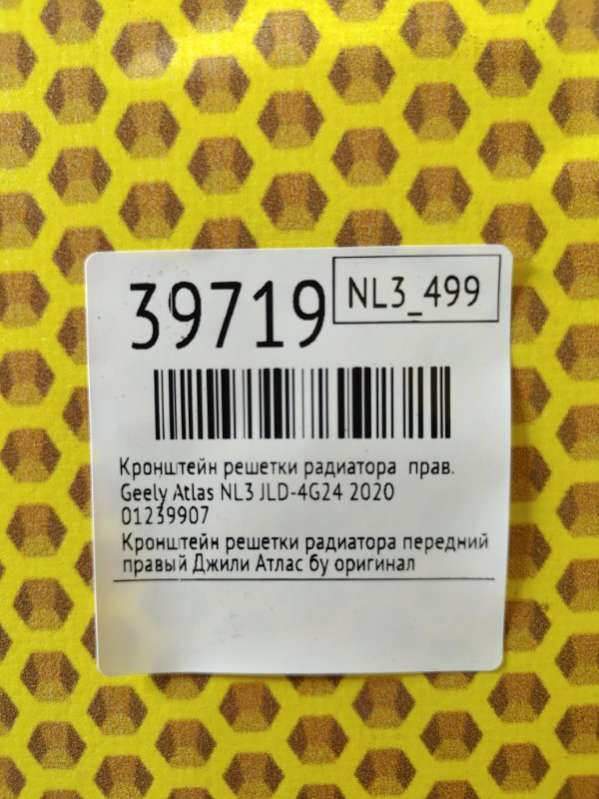 39719
NL3_499
Кронштейн решетки радиатора прав.
Geely Atlas NL3 JLD-4G24 2020
01239907
Кронштейн решетки радиатора передний
правый Джили Атлас бу оригинал